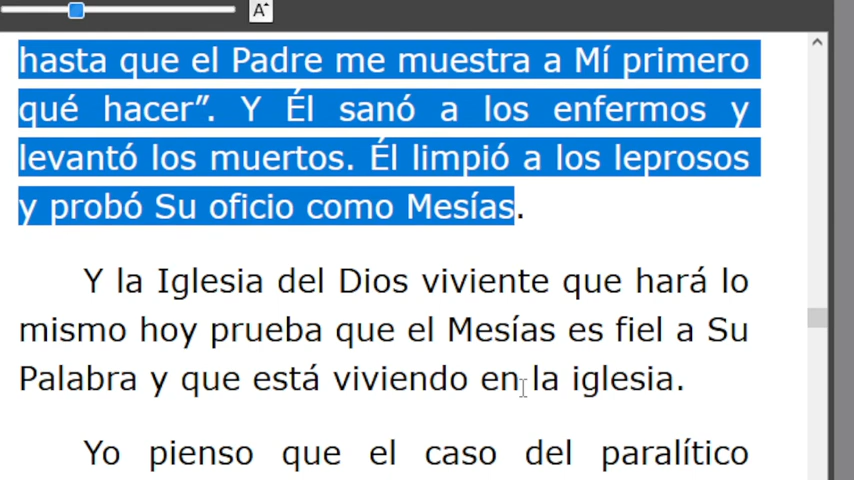 A
hasta que el Padre me muestra a Mí primero
qué hacer”. Y Él sanó a los enfermos y
levantó los muertos. Él limpió a los leprosos
y probó Su oficio como Mesías.
Y la Iglesia del Dios viviente que hará lo
mismo hoy prueba que el Mesías es fiel a Su
Palabra y que está viviendo en la iglesia.
Yo pienso que el caso del paralítico